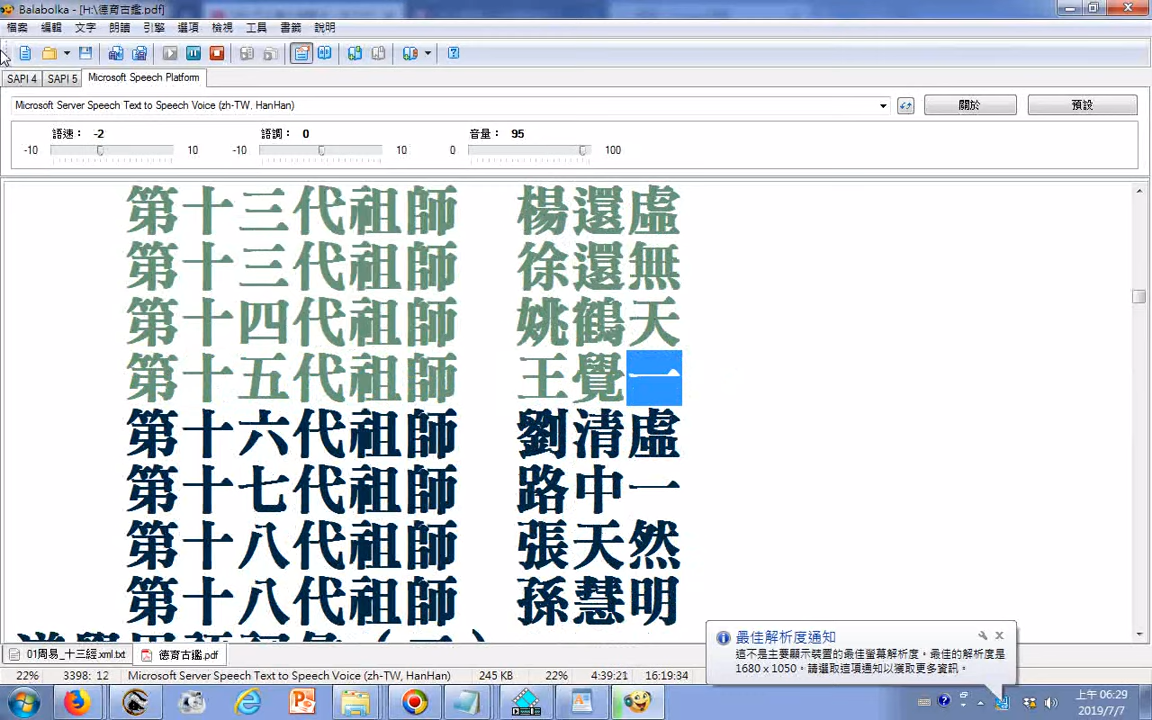 Balabolka - [H:\德育古鑑.pdf]
檔案 編輯 文字 朗讀 引擎 選項 檢視 工具 書籤 說明
SAPI 4 SAPI 5 Microsoft Speech Platform
Microsoft Server Speech Text to Speech Voice (zh-TW, HanHan)
關於 預設
語速： -2 語調： 0 音量： 95
-10 10 -10 10 0 100
第十三代祖師 楊還虛
第十三代祖師 徐還無
第十四代祖師 姚鶴天
第十五代祖師 王覺一
第十六代祖師 劉清虛
第十七代祖師 路中一
第十八代祖師 張天然
第十八代祖師 孫慧明
最佳解析度通知
這不是主要顯示裝置的最佳螢幕解析度。最佳的解析度是
1680 x 1050。請選取這項通知以獲取更多資訊。
01周易_十三經.xml.txt 德育古鑑.pdf
22% 3398: 12 Microsoft Server Speech Text to Speech Voice (zh-TW, HanHan) 245 KB 22% 4:39:21 16:19:34
上午 06:29
2019/7/7